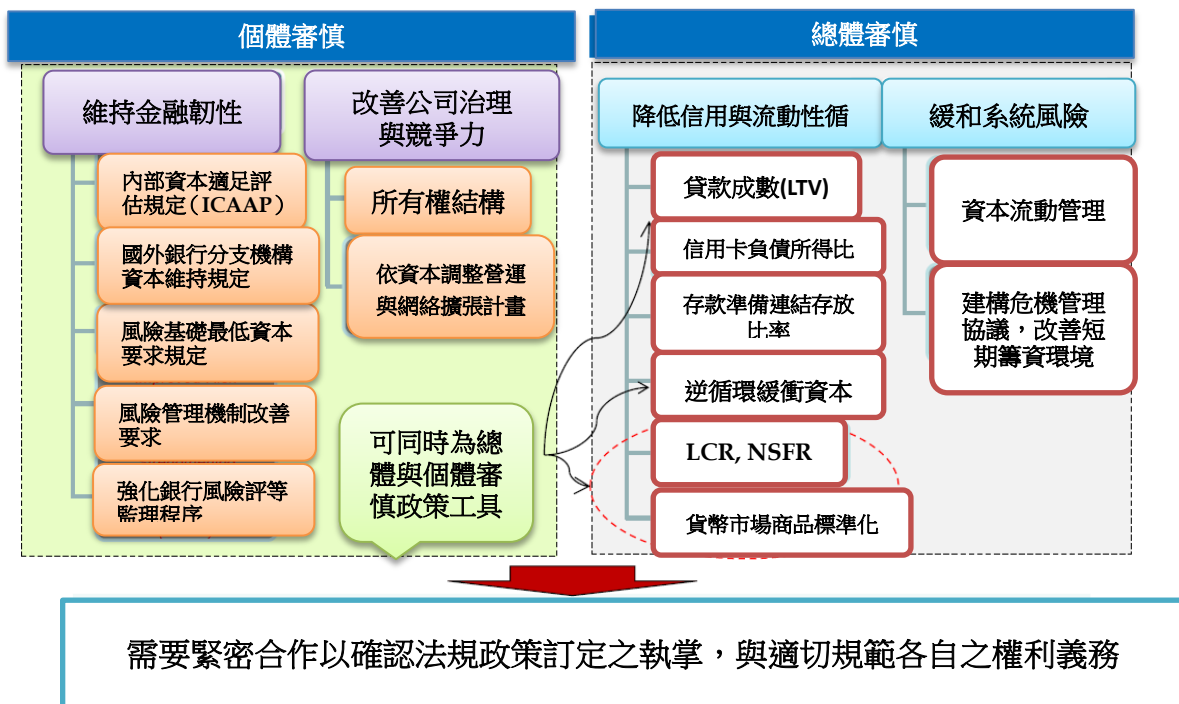 個體審慎
維持金融韌性
內部資本適足評
估規定（ICAAP）
國外銀行分支機構
資本維持規定
風險基礎最低資本
要求規定
風險管理機制改善
要求
強化銀行風險評等
監理程序
改善公司治理
與競爭力
所有權結構
依資本調整營運
與網絡擴張計畫
可同時為總
體與個體審
慎政策工具
總體審慎
降低信用與流動性循
貸款成數(LTV)
信用卡負債所得比
存款準備連結存放
比率
逆循環緩衝資本
LCR, NSFR
貨幣市場商品標準化
緩和系統風險
資本流動管理
建構危機管理
協議，改善短
期籌資環境
需要緊密合作以確認法規政策訂定之執掌，與適切規範各自之權利義務